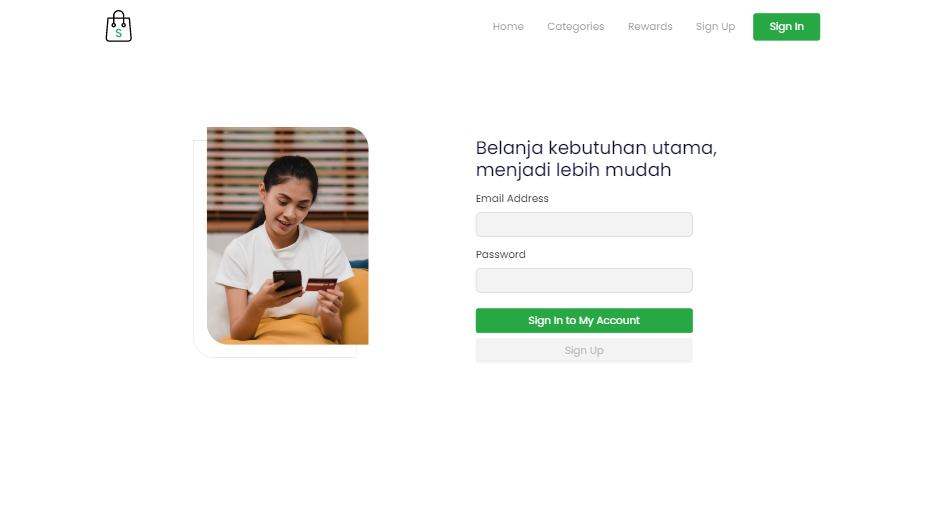 S
Home
Categories
Rewards
Sign Up
Sign In
Belanja kebutuhan utama,
menjadi lebih mudah
Email Address
Password
Sign In to My Account
Sign Up